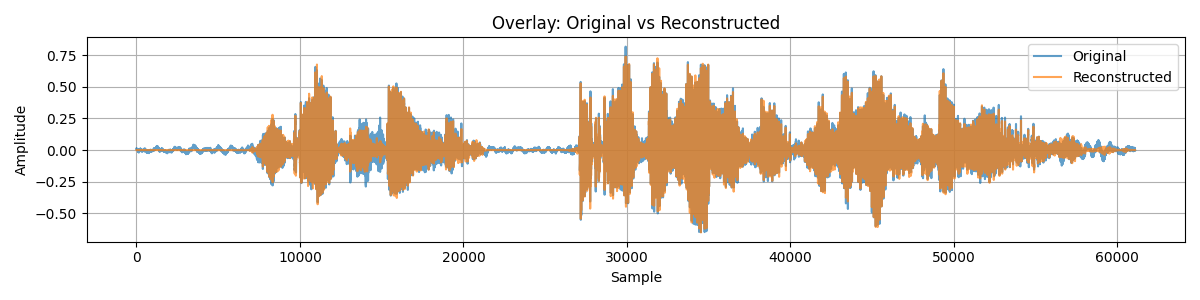 Overlay: Original vs Reconstructed
Original
Reconstructed
Amplitude
0.75
0.50
0.25
0.00
−0.25
−0.50
0 10000 20000 30000 40000 50000 60000
Sample